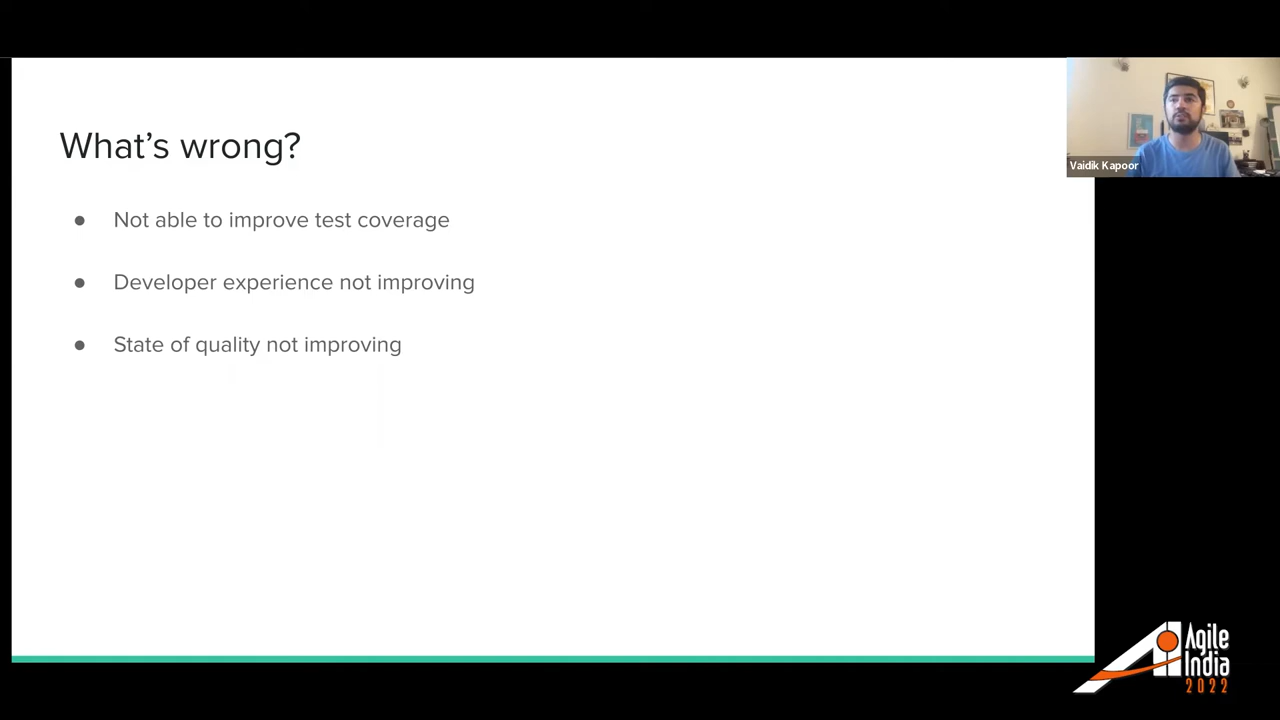 What's wrong?
● Not able to improve test coverage
● Developer experience not improving
● State of quality not improving
Vaidik Kapoor
Agile
India
2022